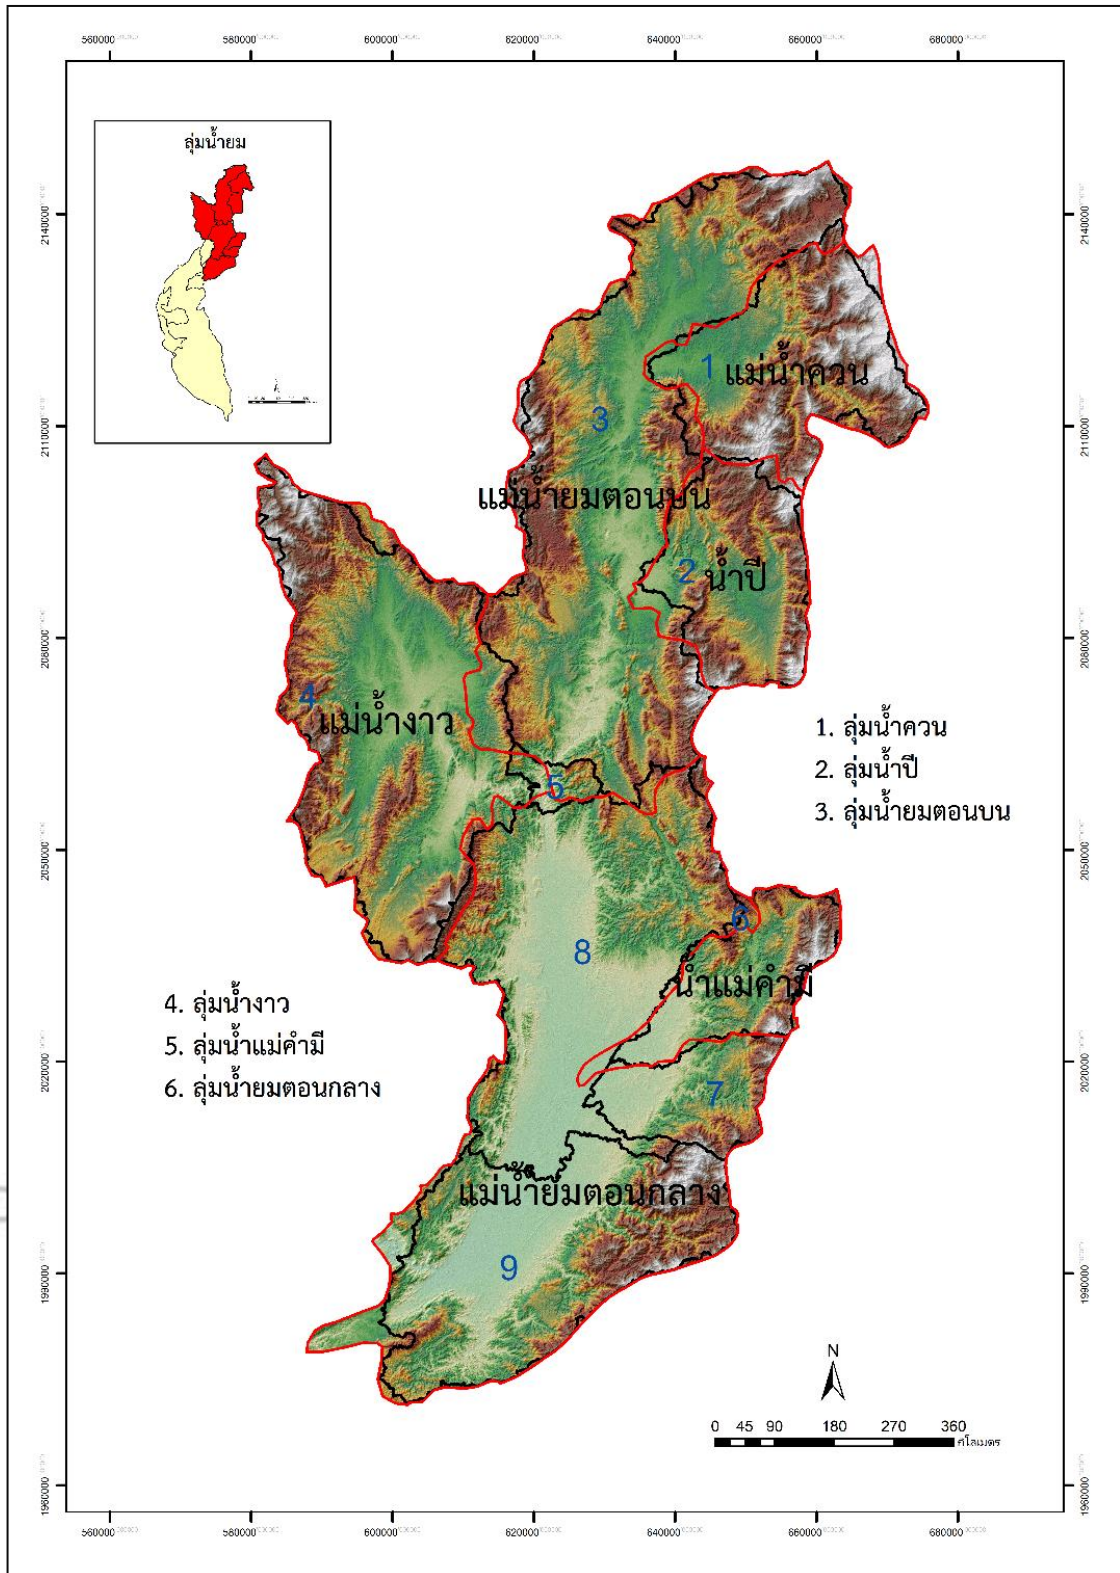 560000 580000 600000 620000 640000 660000 680000
ลุ่มน้ำยม
2140000 2140000
1 แม่น้ำควน
3
2110000 2110000
แม่น้ำยมตอนบน
2 น้ำปี้
2080000 2080000
4
แม่น้ำงาว
1. ลุ่มน้ำควน
2. ลุ่มน้ำปี้
3. ลุ่มน้ำยมตอนบน
5
2050000 2050000
6
8
น้ำแม่คำมี
4. ลุ่มน้ำงาว
5. ลุ่มน้ำแม่คำมี
6. ลุ่มน้ำยมตอนกลาง
2020000 2020000
7
แม่น้ำยมตอนกลาง
9
1990000 1990000
N
0 45 90 180 270 360
กิโลเมตร
1960000 1960000
560000 580000 600000 620000 640000 660000 680000